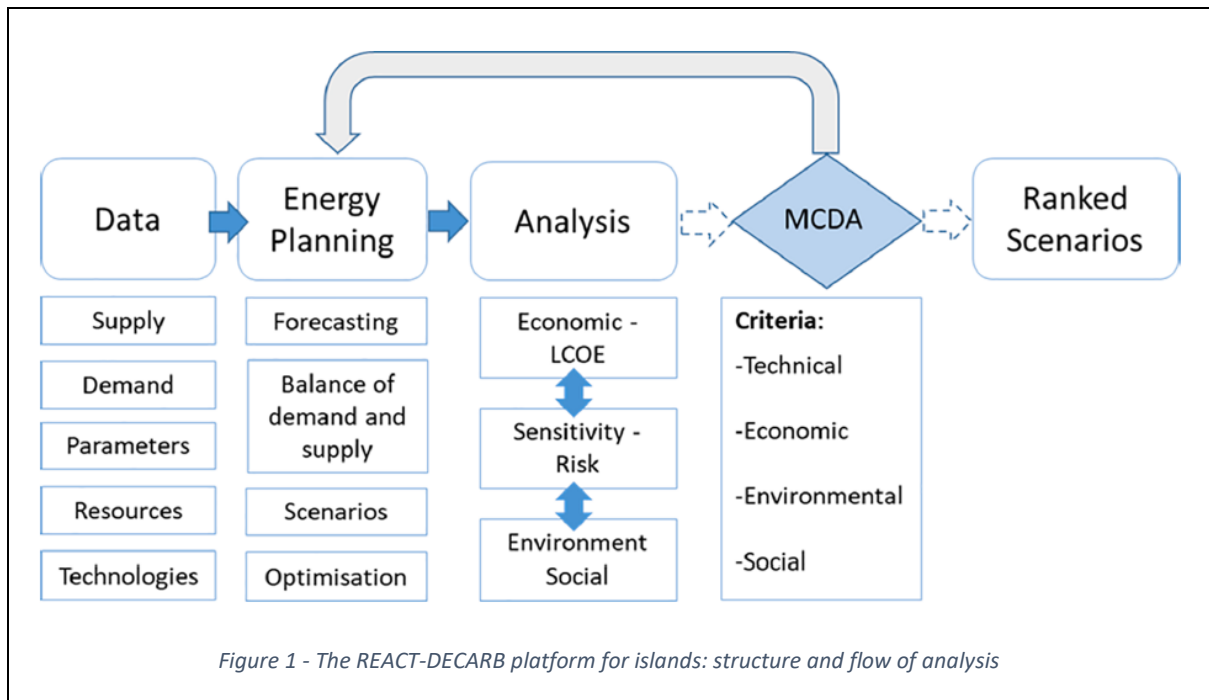 Data
Energy
Planning
Analysis
MCDA
Ranked
Scenarios
Supply
Demand
Parameters
Resources
Technologies
Forecasting
Balance of
demand and
supply
Scenarios
Optimisation
Economic -
LCOE
Sensitivity -
Risk
Environment
Social
Criteria:
-Technical
-Economic
-Environmental
-Social
Figure 1 - The REACT-DECARB platform for islands: structure and flow of analysis